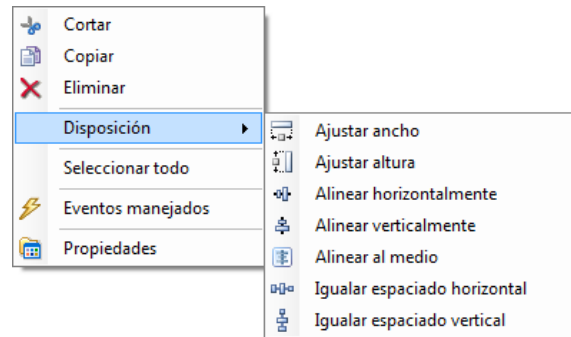 Cortar
Copiar
Eliminar
Disposición
Seleccionar todo
Eventos manejados
Propiedades
Ajustar ancho
Ajustar altura
Alinear horizontalmente
Alinear verticalmente
Alinear al medio
Igualar espaciado horizontal
Igualar espaciado vertical